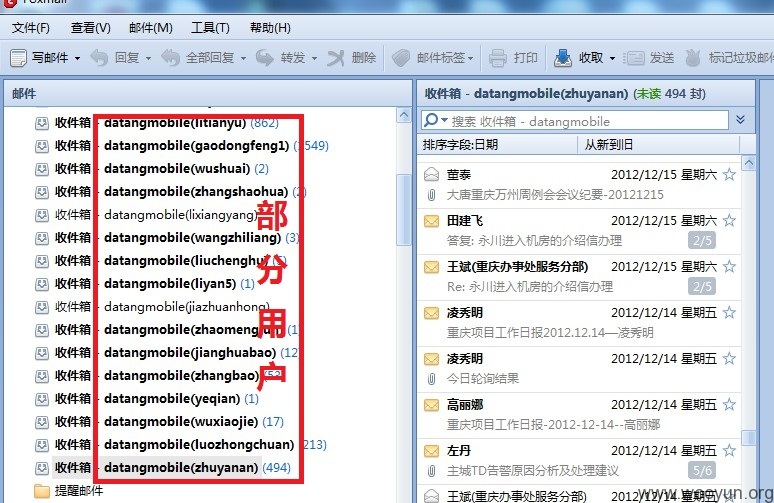 Foxmail
文件(F) 查看(V) 邮件(M) 工具(T) 帮助(H)
写邮件 回复 全部回复 转发 删除 邮件标签 打印 收取 发送 标记垃圾邮
邮件
收件箱 - datangmobile(litianyu) (862)
收件箱 - datangmobile(gaodongfeng1) 549)
收件箱 - datangmobile(wushuai) (2)
收件箱 - datangmobile(zhangshaohua) (2)
收件箱 - datangmobile(lixiangyang)
收件箱 - datangmobile(wangzhiliang) (3)
收件箱 - datangmobile(liuchenghu)
收件箱 - datangmobile(liyan5) (1)
收件箱 - datangmobile(jiazhuanhong)
收件箱 - datangmobile(zhaomeng
收件箱 - datangmobile(jianghuabao) (12
收件箱 - datangmobile(zhangbao)
收件箱 - datangmobile(yeqian) (1)
收件箱 - datangmobile(wuxiaojie) (17)
收件箱 - datangmobile(luozhongchuan) 213)
收件箱 - datangmobile(zhuyanan) (494)
提醒邮件
部
分
用
户
收件箱 - datangmobile(zhuyanan) (未读 494 封)
搜索 收件箱 - datangmobile
排序字段:日期 从新到旧
董泰 2012/12/15 星期六
大唐重庆万州周例会会议纪要-20121215
田建飞 2012/12/15 星期六
答复: 永川进入机房的介绍信办理 2/5
王斌(重庆办事处服务分部) 2012/12/15 星期六
Re: 永川进入机房的介绍信办理 2/5
凌秀明 2012/12/14 星期五
重庆项目工作日报2012.12.14—凌秀明
凌秀明 2012/12/14 星期五
今日轮询结果
高丽娜 2012/12/14 星期五
重庆项目工作日报-2012-12-14--高丽娜
左丹 2012/12/14 星期五
主城TD告警原因分析及处理建议 5/6
王斌(重庆办事处服务分部) 2012/12/14 星期五
www.wooyun.org